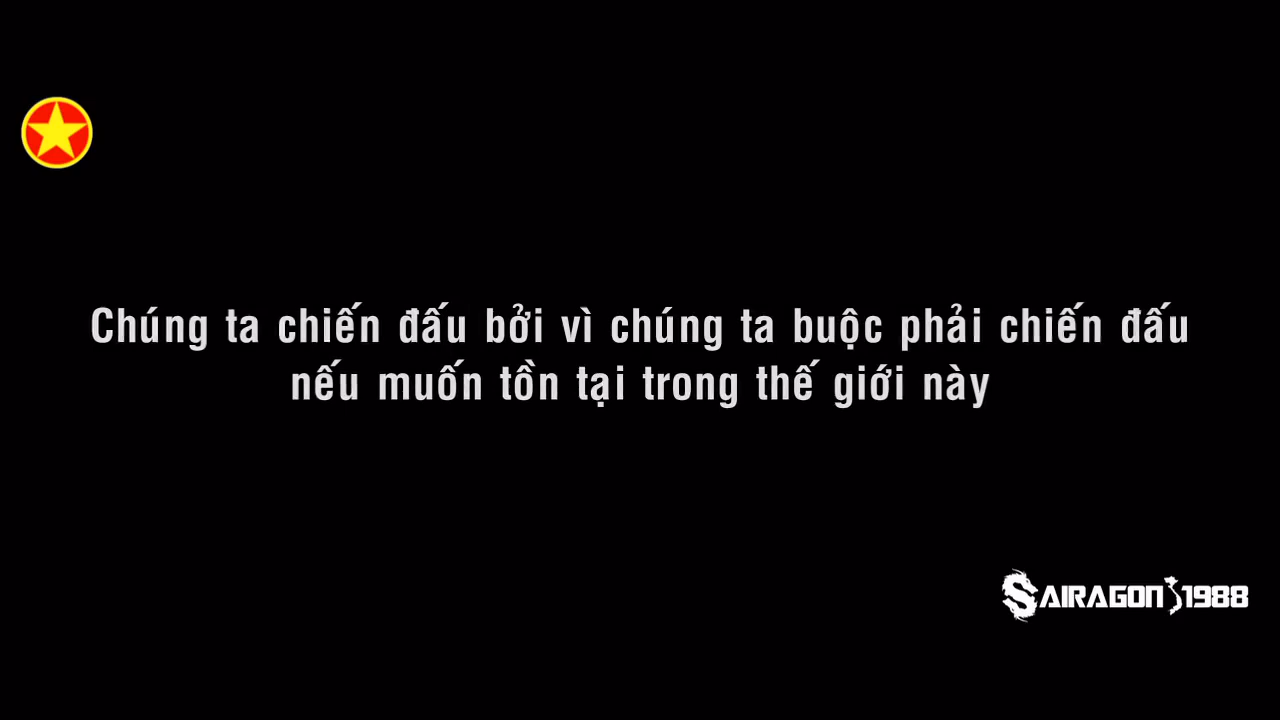 Chúng ta chiến đấu bởi vì chúng ta buộc phải chiến đấu
nếu muốn tồn tại trong thế giới này
SAIRAGON 1988